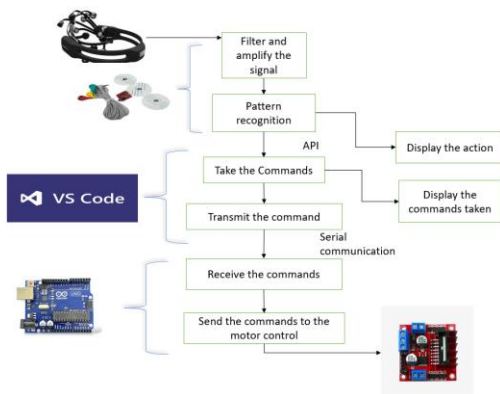 Filter and
amplify the
signal
Pattern
recognition
API
Display the action
Take the Commands
VS Code
Display the
commands taken
Transmit the command
Serial
communication
Receive the commands
Send the commands to the
motor control